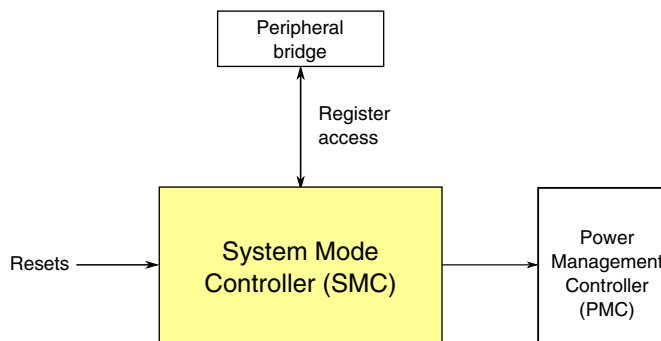 Peripheral
bridge
Register
access
Resets
System Mode
Controller (SMC)
Power
Management
Controller
(PMC)